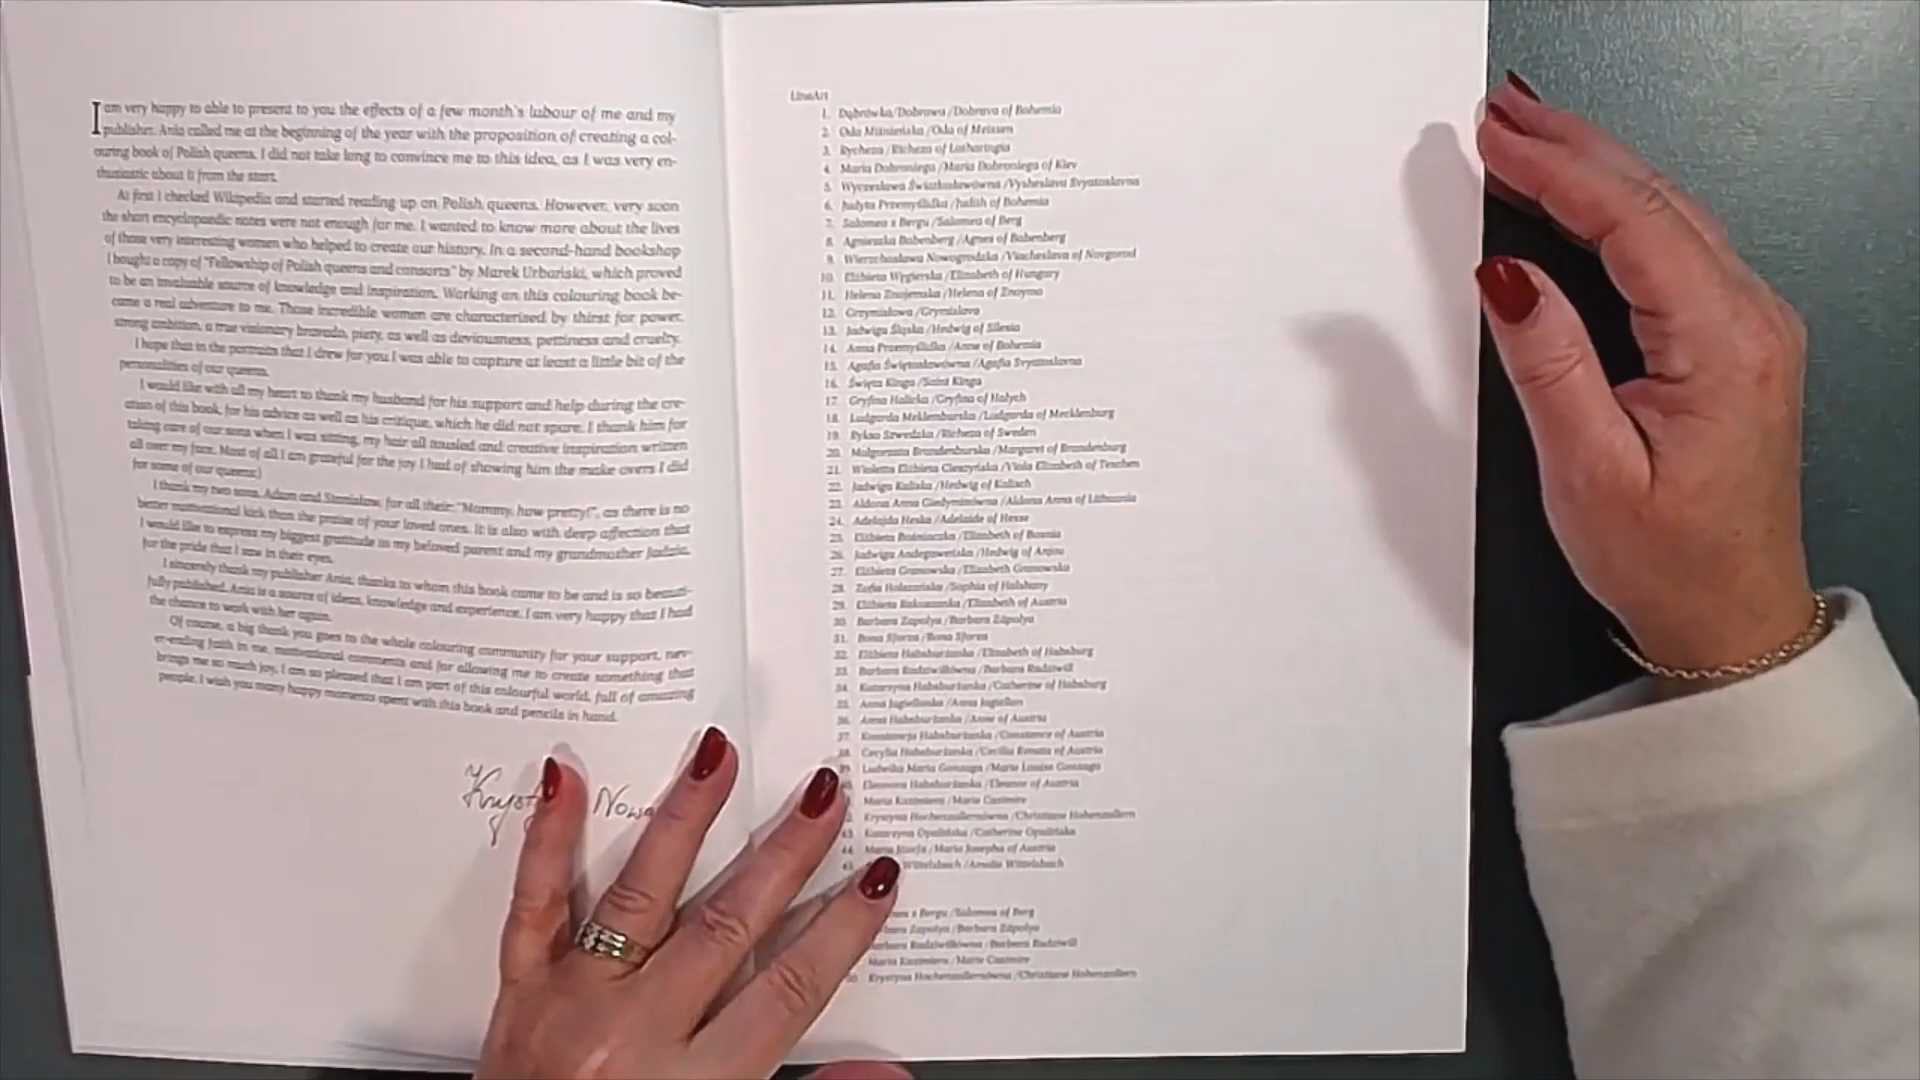 I am very happy to able to present to you the effects of a few month's labour of me and my
publisher. Ania called me at the beginning of the year with the proposition of creating a col-
ouring book of Polish queens. I did not take long to convince me to this idea, as I was very en-
thusiastic about it from the start.
At first I checked Wikipedia and started reading up on Polish queens. However, very soon
the short encyclopaedic notes were not enough for me. I wanted to know more about the lives
of those very interesting women who helped to create our history. In a second-hand bookshop
I bought a copy of "Fellowship of Polish queens and consorts" by Marek Urbański, which proved
to be an invaluable source of knowledge and inspiration. Working on this colouring book be-
came a real adventure to me. Those incredible women are characterised by thirst for power,
strong ambition, a true visionary bravado, piety, as well as deviousness, pettiness and cruelty.
I hope that in the portraits that I drew for you I was able to capture at least a little bit of the
personalities of our queens.
I would like with all my heart to thank my husband for his support and help during the cre-
ation of this book, for his advice as well as his critique, which he did not spare. I thank him for
taking care of our sons when I was sitting, my hair all tousled and creative inspiration written
all over my face. Most of all I am grateful for the joy I had of showing him the make overs I did
for some of our queens:)
I thank my two sons, Adam and Stanisław, for all their: "Mommy, how pretty!", as there is no
better motivational kick than the praise of your loved ones. It is also with deep affection that
I would like to express my biggest gratitude to my beloved parent and my grandmother Jadzia,
for the pride that I saw in their eyes.
I sincerely thank my publisher Ania, thanks to whom this book came to be and is so beauti-
fully published. Ania is a source of ideas, knowledge and experience. I am very happy that I had
the chance to work with her again.
Of course, a big thank you goes to the whole colouring community for your support, nev-
er-ending faith in me, motivational comments and for allowing me to create something that
brings me so much joy. I am so pleased that I am part of this colourful world, full of amazing
people. I wish you many happy moments spent with this book and pencils in hand.
LineArt
1. Dąbrówka/Dobrawa /Dobrava of Bohemia
2. Oda Miśnieńska /Oda of Meissen
3. Rycheza /Richeza of Lotharingia
4. Maria Dobroniega /Maria Dobroniega of Kiev
5. Wyczesława Światosławówna /Vysheslava Svyatoslavna
6. Judyta Przemyślidka /Judith of Bohemia
7. Salomea z Bergu /Salomea of Berg
8. Agnieszka Babenberg /Agnes of Babenberg
9. Wierzchosława Nowogrodzka /Viacheslava of Novgorod
10. Elżbieta Węgierska /Elizabeth of Hungary
11. Helena Znojemska /Helena of Znoymo
12. Grzymisława /Grymislava
13. Jadwiga Śląska /Hedwig of Silesia
14. Anna Przemyślidka /Anne of Bohemia
15. Agafia Świętosławówna /Agafia Svyatoslavna
16. Święta Kinga /Saint Kinga
17. Gryfina Halicka /Gryfina of Halych
18. Ludgarda Meklemburska /Ludgarda of Mecklenburg
19. Ryksa Szwedzka /Richeza of Sweden
20. Małgorzata Brandenburska /Margaret of Brandenburg
21. Wioletta Elżbieta Cieszyńska /Viola Elizabeth of Teschen
22. Jadwiga Kaliska /Hedwig of Kalisch
23. Aldona Anna Giedyminówna /Aldona Anna of Lithuania
24. Adelajda Heska /Adelaide of Hesse
25. Elżbieta Bośniaczka /Elizabeth of Bosnia
26. Jadwiga Andegaweńska /Hedwig of Anjou
27. Elżbieta Granowska /Elizabeth Granowska
28. Zofia Holszańska /Sophia of Halshany
29. Elżbieta Rakuszanka /Elizabeth of Austria
30. Barbara Zapolya /Barbara Zápolya
31. Bona Sforza /Bona Sforza
32. Elżbieta Habsburżanka /Elizabeth of Habsburg
33. Barbara Radziwiłłówna /Barbara Radziwiłł
34. Katarzyna Habsburżanka /Catherine of Habsburg
35. Anna Jagiellonka /Anna Jagiellon
36. Anna Habsburżanka /Anne of Austria
37. Konstancja Habsburżanka /Constance of Austria
38. Cecylia Habsburżanka /Cecilia Renata of Austria
39. Ludwika Maria Gonzaga /Marie Louise Gonzaga
Eleonora Habsburżanka /Eleanor of Austria
Maria Kazimiera /Marie Casimire
Krystyna Hochenzollernówna /Christiane Hohenzollern
43. Katarzyna Opalińska /Catherine Opalińska
44. Maria Józefa /Maria Josepha of Austria
Wittelsbach /Amalie Wittelsbach
z Bergu /Salomea of Berg
Zapolya /Barbara Zápolya
Radziwiłłówna /Barbara Radziwiłł
Maria Kazimiera /Marie Casimire
Krystyna Hochenzollernówna /Christiane Hohenzollern